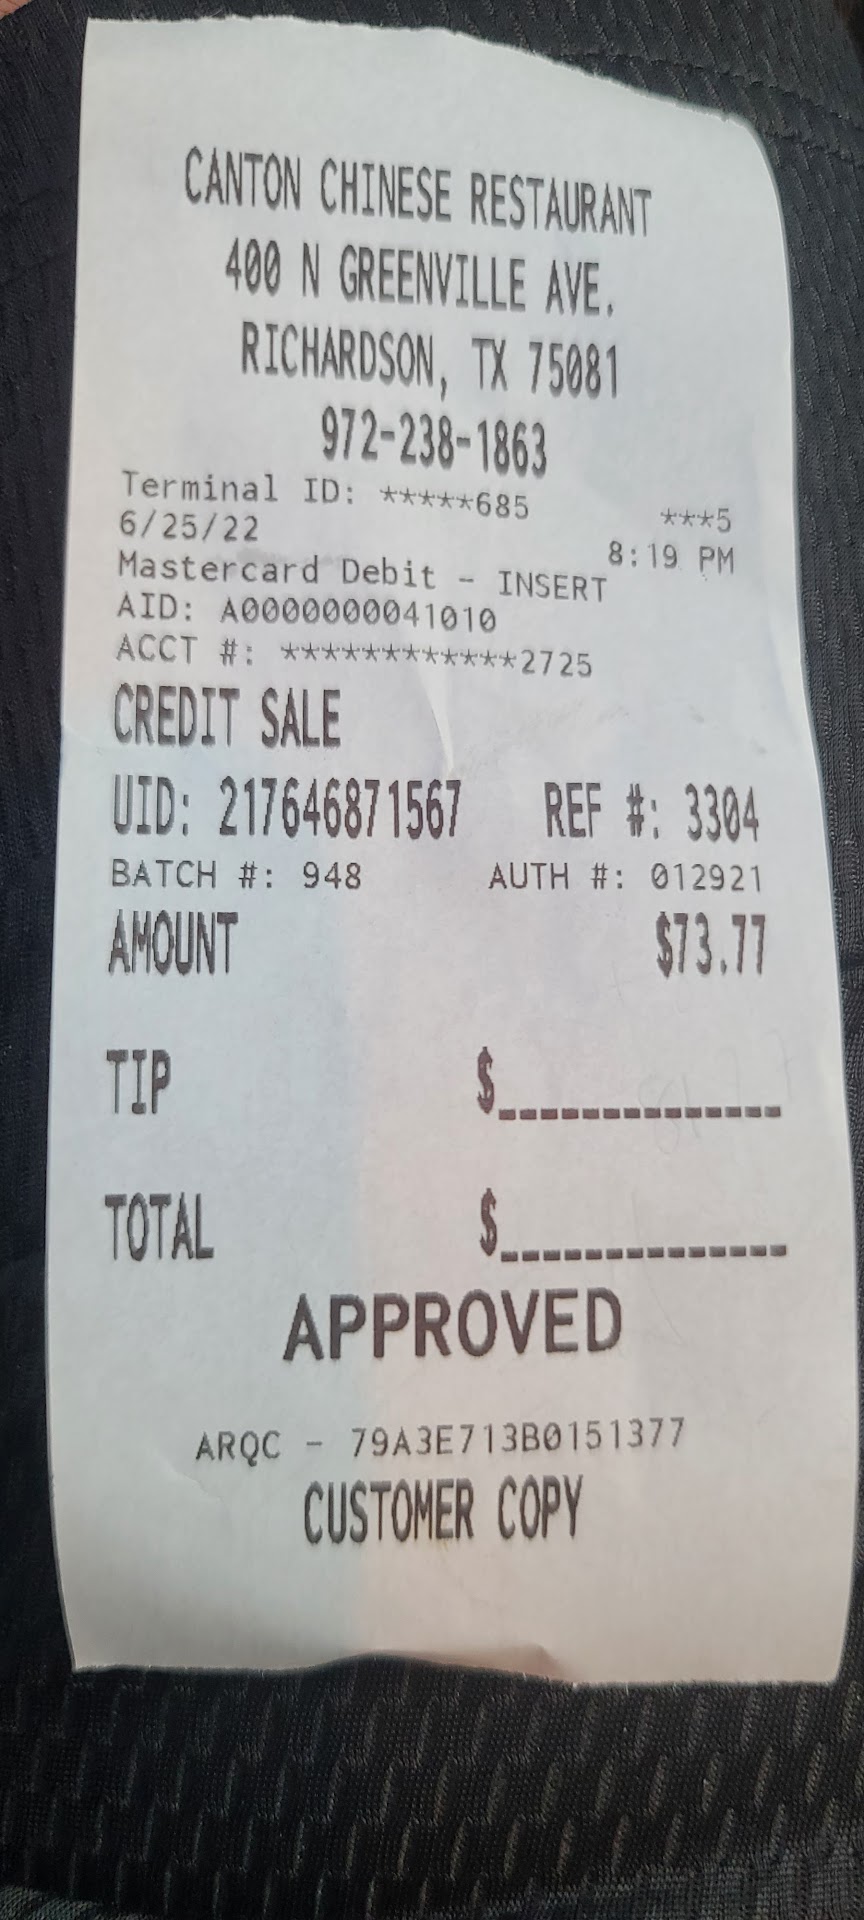 CANTON CHINESE RESTAURANT
400 N GREENVILLE AVE.
RICHARDSON, TX 75081
972-238-1863
Terminal ID: *****685 ***5
6/25/22 8:19 PM
Mastercard Debit - INSERT
AID: A0000000041010
ACCT #: ************2725
CREDIT SALE
UID: 217646871567 REF #: 3304
BATCH #: 948 AUTH #: 012921
AMOUNT $73.77
TIP $______________
TOTAL $______________
APPROVED
ARQC - 79A3E713B0151377
CUSTOMER COPY